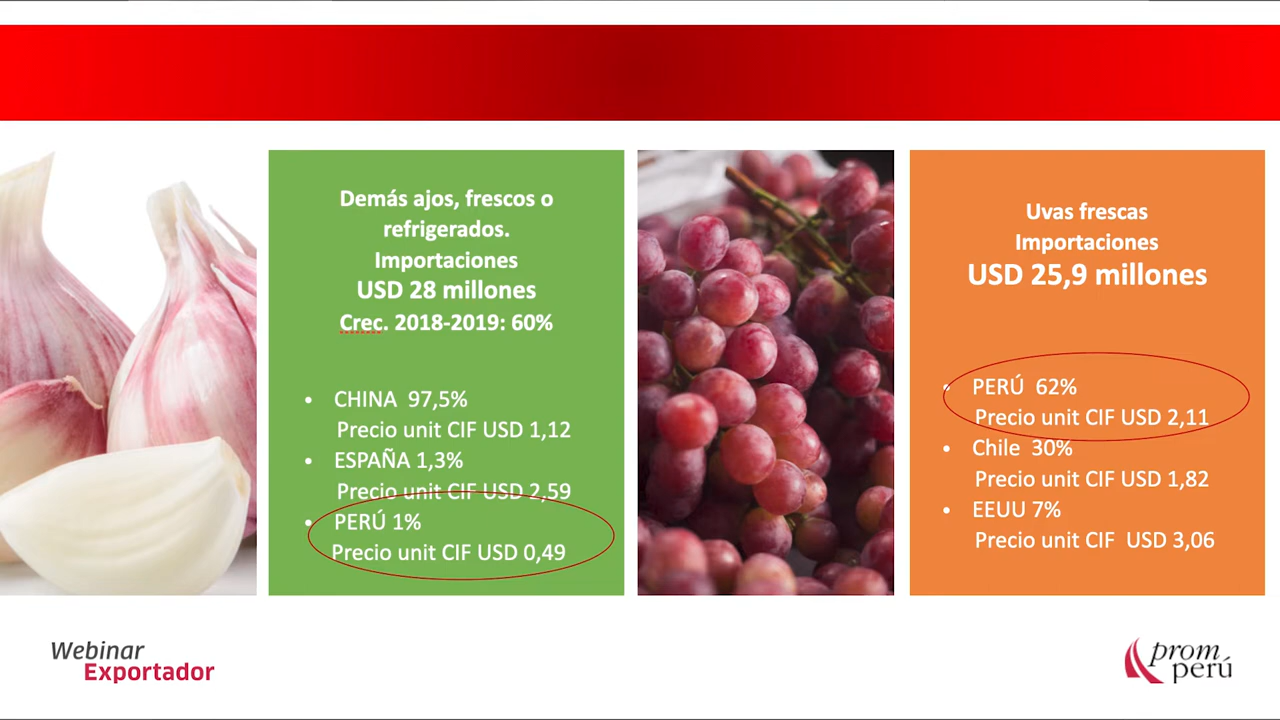 Demás ajos, frescos o
refrigerados.
Importaciones
USD 28 millones
Crec. 2018-2019: 60%
• CHINA 97,5%
Precio unit CIF USD 1,12
• ESPAÑA 1,3%
Precio unit CIF USD 2,59
• PERÚ 1%
Precio unit CIF USD 0,49
Uvas frescas
Importaciones
USD 25,9 millones
• PERÚ 62%
Precio unit CIF USD 2,11
• Chile 30%
Precio unit CIF USD 1,82
• EEUU 7%
Precio unit CIF USD 3,06
Webinar
Exportador
prom
perú